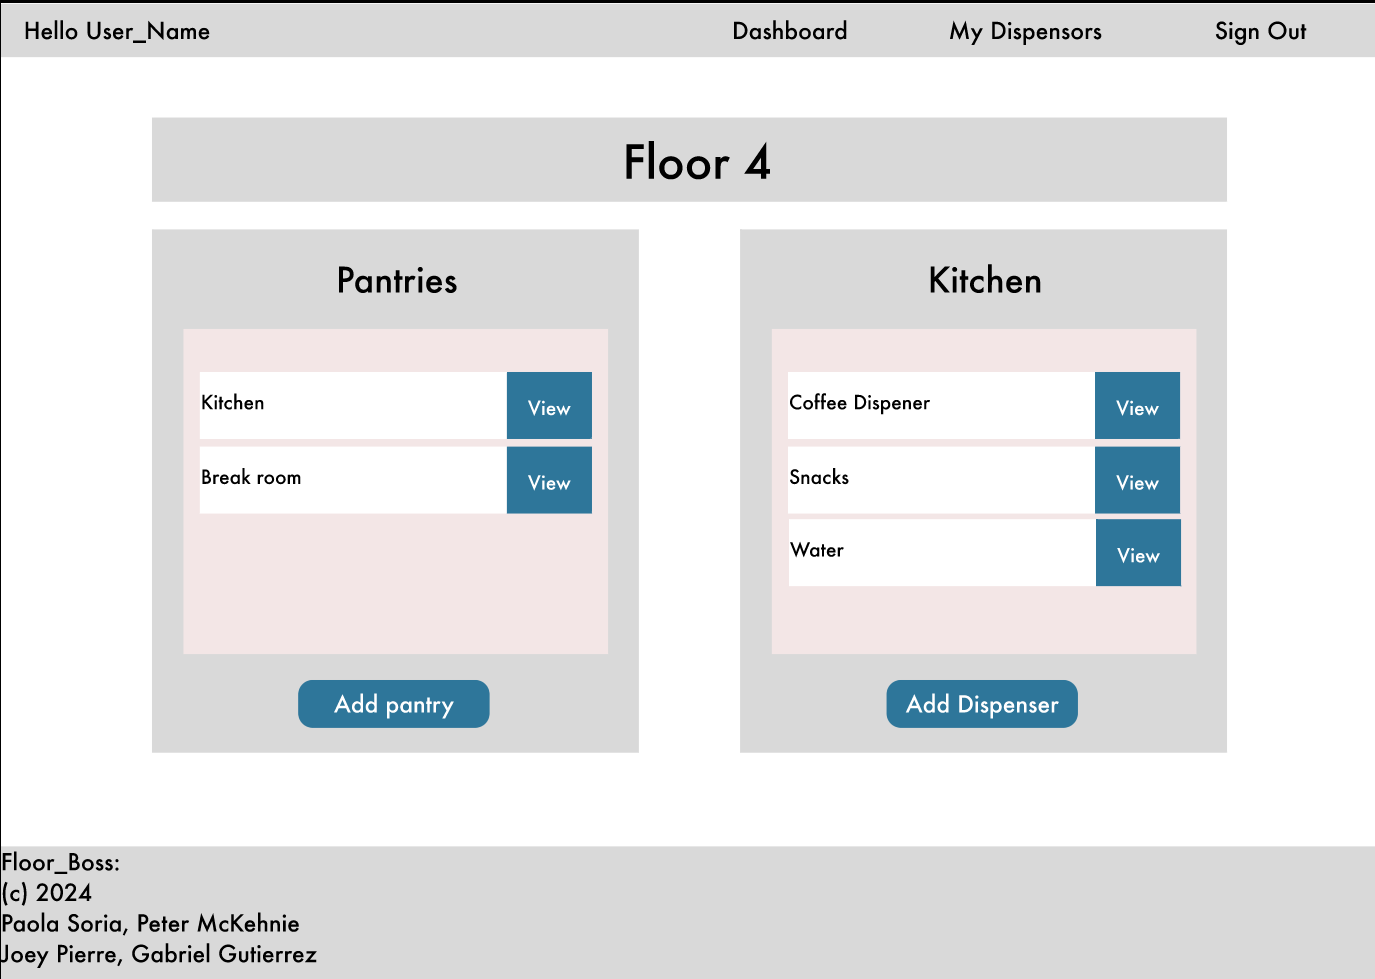 Hello User_Name Dashboard My Dispensors Sign Out
Floor 4
Pantries
Kitchen View
Break room View
Add pantry
Kitchen
Coffee Dispener View
Snacks View
Water View
Add Dispenser
Floor_Boss:
(c) 2024
Paola Soria, Peter McKehnie
Joey Pierre, Gabriel Gutierrez